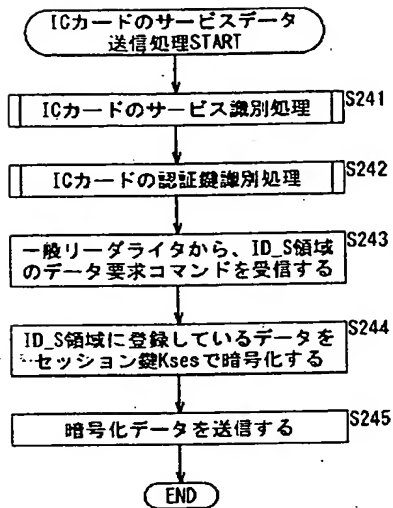 ICカードのサービスデータ
送信処理START
ICカードのサービス識別処理
S241
ICカードの認証鍵識別処理
S242
一般リーダライタから、ID_S領域
のデータ要求コマンドを受信する
S243
ID_S領域に登録しているデータを
セッション鍵Ksesで暗号化する
S244
暗号化データを送信する
S245
END